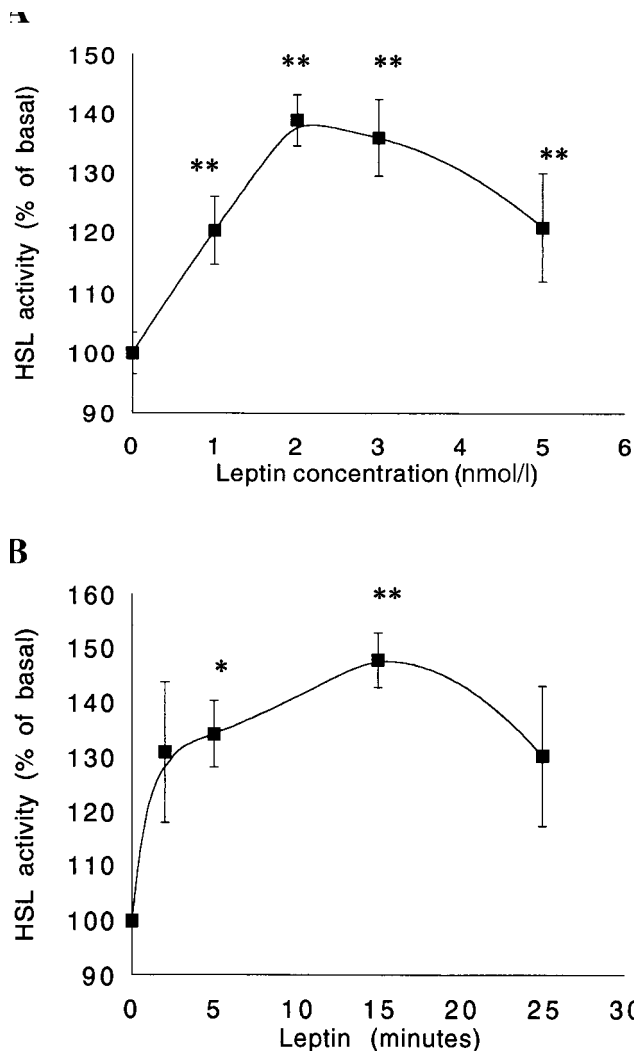 A
HSL activity (% of basal)
150
140
130
120
110
100
90
**
**
**
**
0 1 2 3 4 5 6
Leptin concentration (nmol/l)
B
HSL activity (% of basal)
160
150
140
130
120
110
100
90
*
**
0 5 10 15 20 25 30
Leptin (minutes)